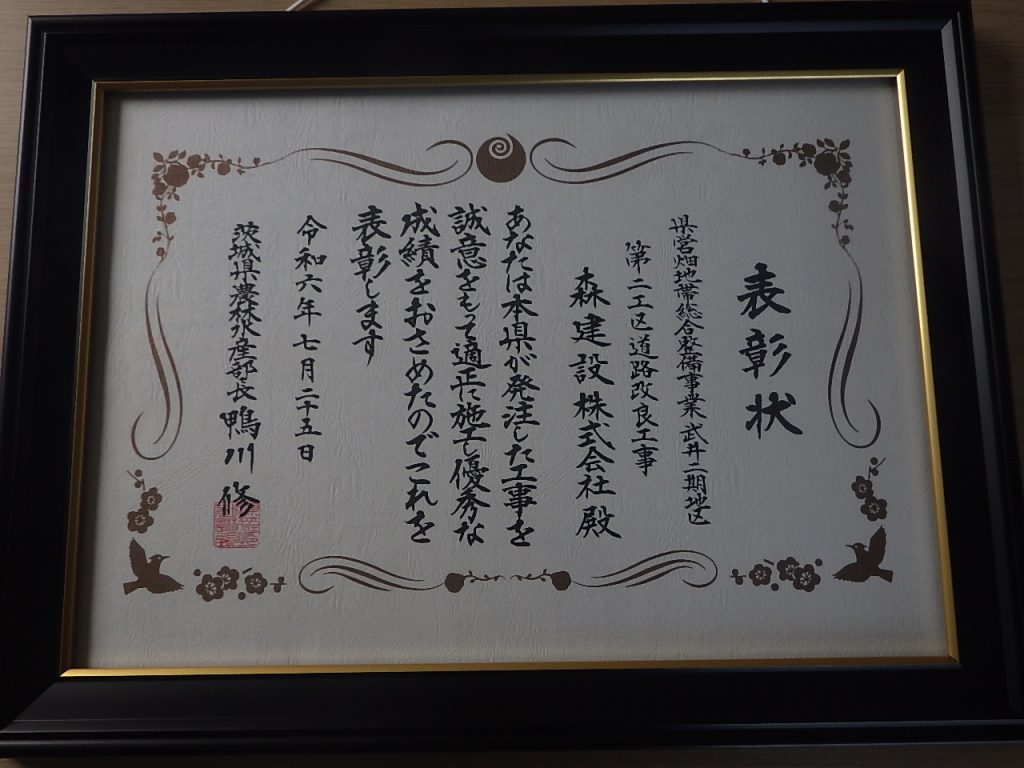 表彰状
県営畑地帯総合整備事業 武井二期地区
第二工区道路改良工事
森建設株式会社殿
あなたは本県が発注した工事を
誠意をもて適正に施工し優秀な
成績をおさめたのでこれを
表彰します
令和六年七月二十五日
茨城県農林水産部長 鴨川修